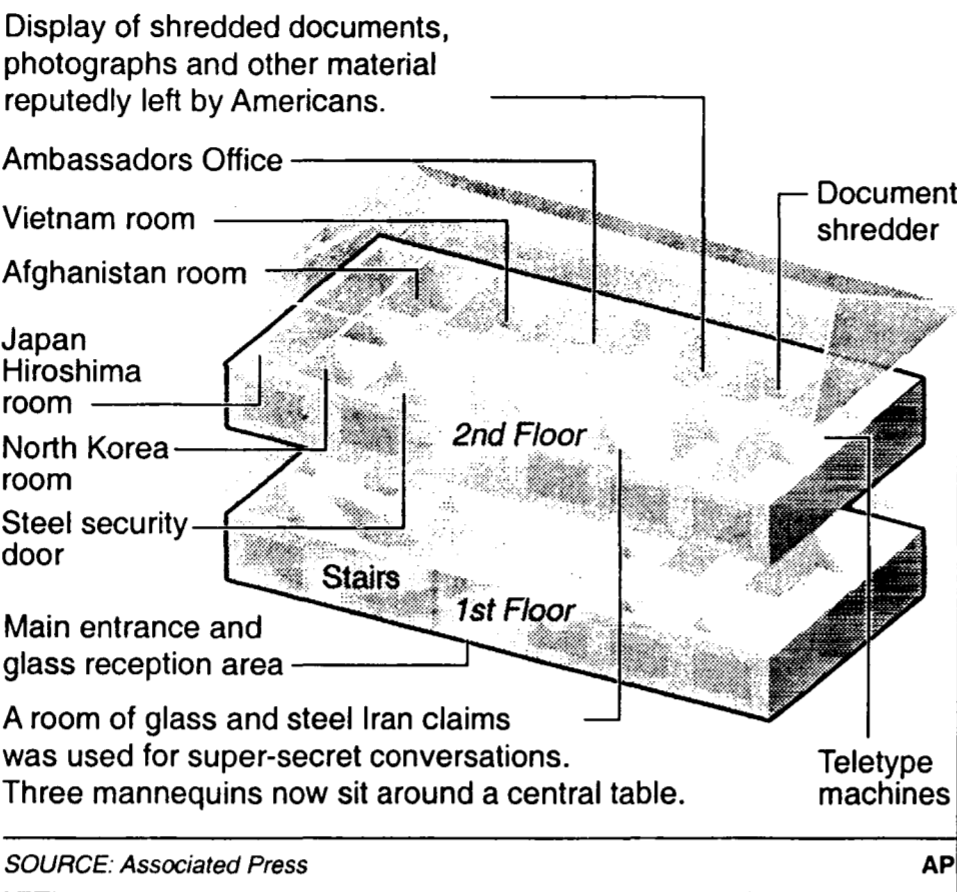 Display of shredded documents,
photographs and other material
reputedly left by Americans.
Ambassadors Office
Vietnam room
Afghanistan room
Japan
Hiroshima
room
North Korea
room
Steel security
door
Main entrance and
glass reception area
A room of glass and steel Iran claims
was used for super-secret conversations.
Three mannequins now sit around a central table.
Document
shredder
2nd Floor
Stairs
1st Floor
Teletype
machines
SOURCE: Associated Press
AP